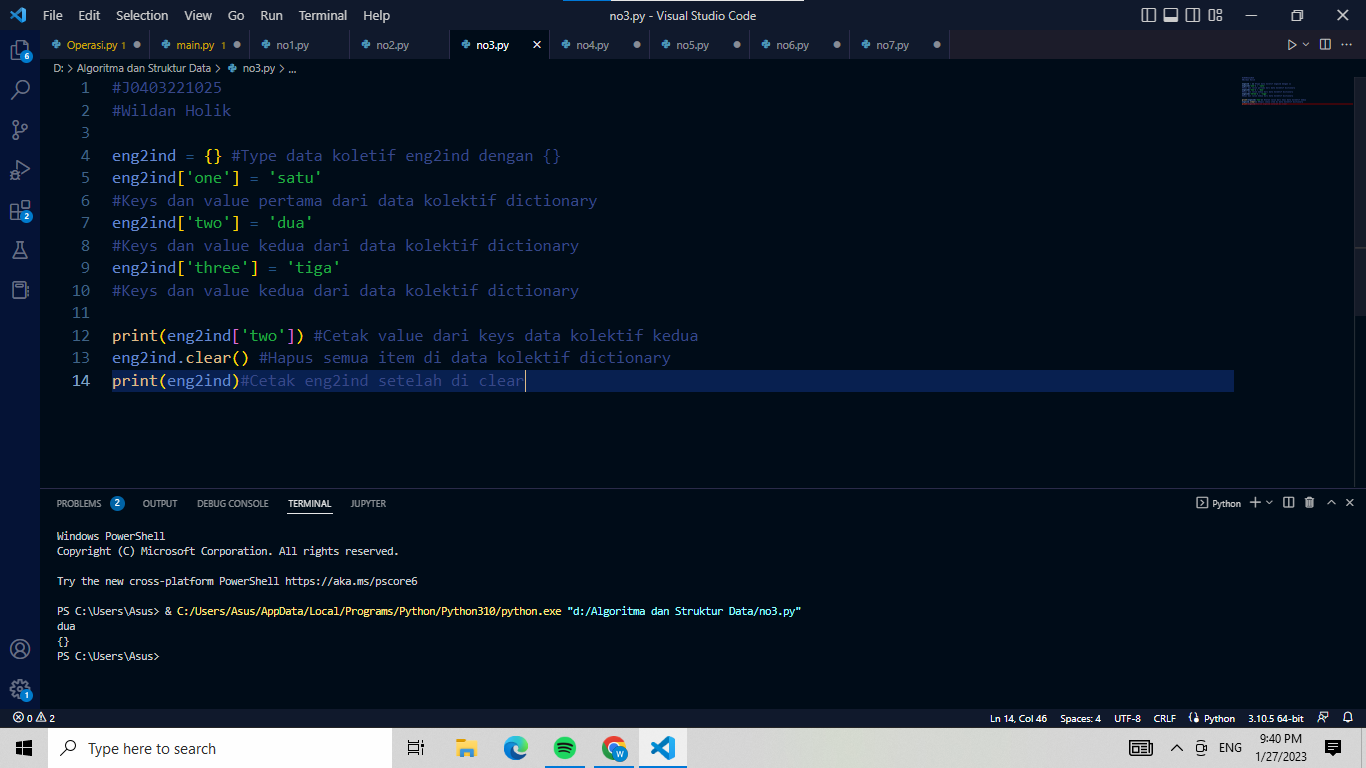 File Edit Selection View Go Run Terminal Help no3.py - Visual Studio Code
Operasi.py 1 main.py 1 no1.py no2.py no3.py no4.py no5.py no6.py no7.py
D: > Algoritma dan Struktur Data > no3.py > ...
6
2
1 #J0403221025
2 #Wildan Holik
3
4 eng2ind = {} #Type data koletif eng2ind dengan {}
5 eng2ind['one'] = 'satu'
6 #Keys dan value pertama dari data kolektif dictionary
7 eng2ind['two'] = 'dua'
8 #Keys dan value kedua dari data kolektif dictionary
9 eng2ind['three'] = 'tiga'
10 #Keys dan value kedua dari data kolektif dictionary
11
12 print(eng2ind['two']) #Cetak value dari keys data kolektif kedua
13 eng2ind.clear() #Hapus semua item di data kolektif dictionary
14 print(eng2ind)#Cetak eng2ind setelah di clear
PROBLEMS 2 OUTPUT DEBUG CONSOLE TERMINAL JUPYTER Python
Windows PowerShell
Copyright (C) Microsoft Corporation. All rights reserved.
Try the new cross-platform PowerShell https://aka.ms/pscore6
PS C:\Users\Asus> & C:/Users/Asus/AppData/Local/Programs/Python/Python310/python.exe "d:/Algoritma dan Struktur Data/no3.py"
dua
{}
PS C:\Users\Asus>
1
0 2 Ln 14, Col 46 Spaces: 4 UTF-8 CRLF Python 3.10.5 64-bit
Type here to search W ENG 9:40 PM
1/27/2023